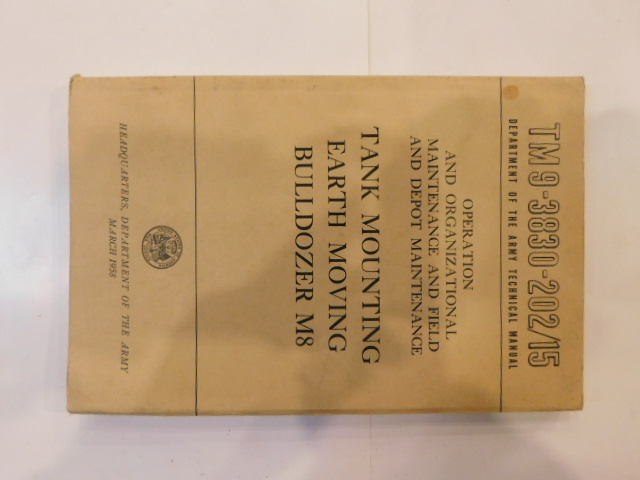 TM 9-3830-202/15
DEPARTMENT OF THE ARMY TECHNICAL MANUAL
OPERATION
AND ORGANIZATIONAL
MAINTENANCE AND FIELD
AND DEPOT MAINTENANCE
TANK MOUNTING
EARTH MOVING
BULLDOZER M8
HEADQUARTERS, DEPARTMENT OF THE ARMY
MARCH 1958